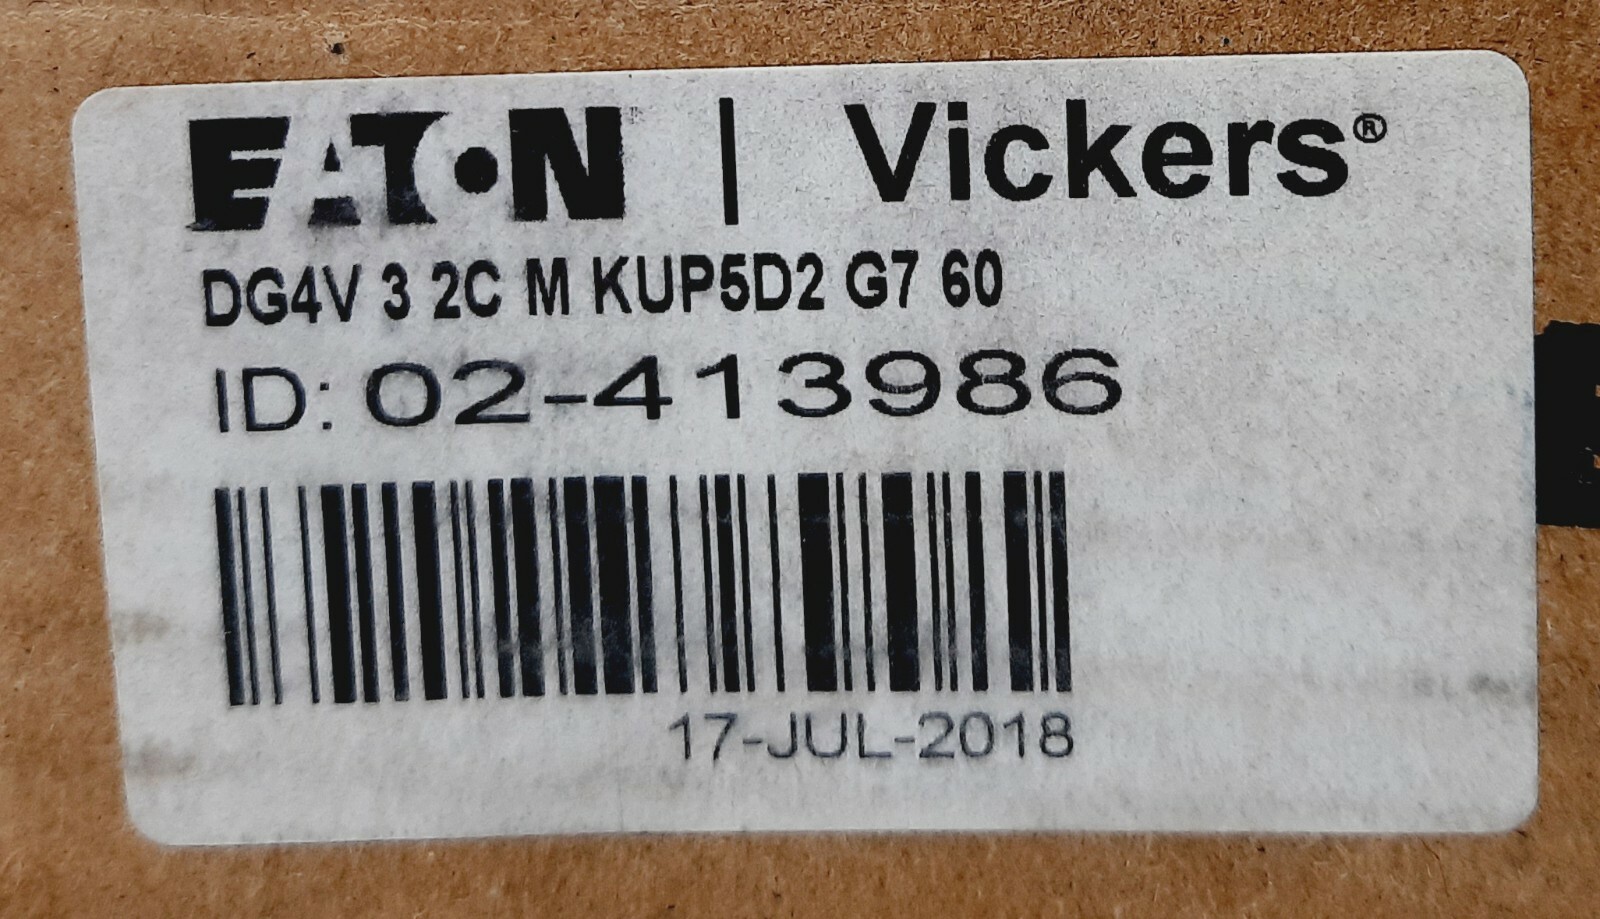 EATON | Vickers®
DG4V 3 2C M KUP5D2 G7 60
ID: 02-413986
17-JUL-2018